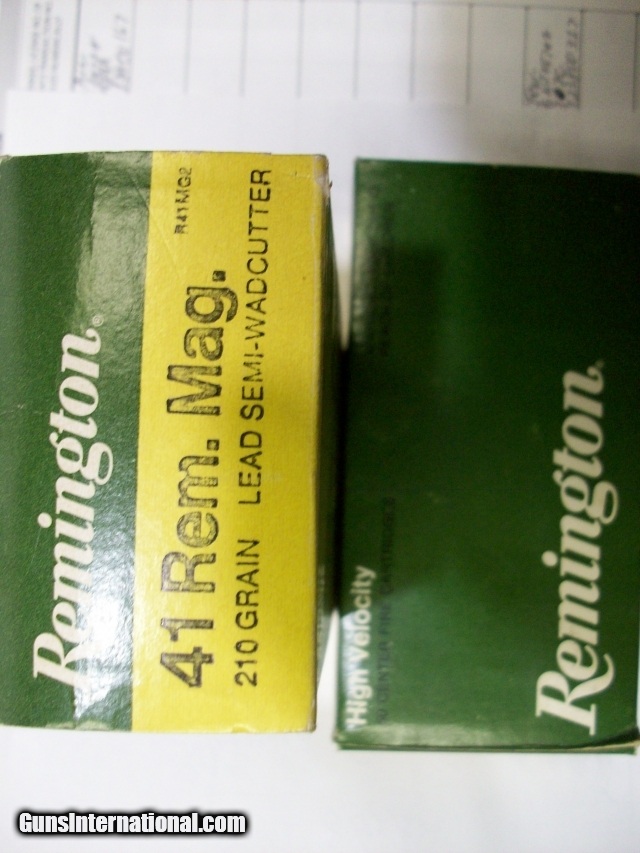 Remington®
41 Rem. Mag.
R41MG2
210 GRAIN LEAD SEMI-WADCUTTER
High Velocity
Remington®
GunsInternational.com